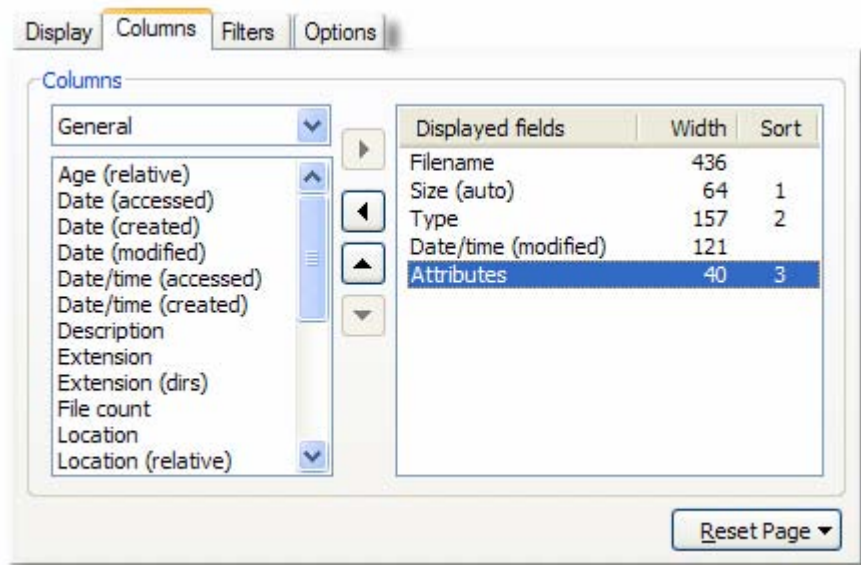 Display Columns Filters Options
Columns
General
Age (relative)
Date (accessed)
Date (created)
Date (modified)
Date/time (accessed)
Date/time (created)
Description
Extension
Extension (dirs)
File count
Location
Location (relative)
Displayed fields Width Sort
Filename 436
Size (auto) 64 1
Type 157 2
Date/time (modified) 121
Attributes 40 3
Reset Page